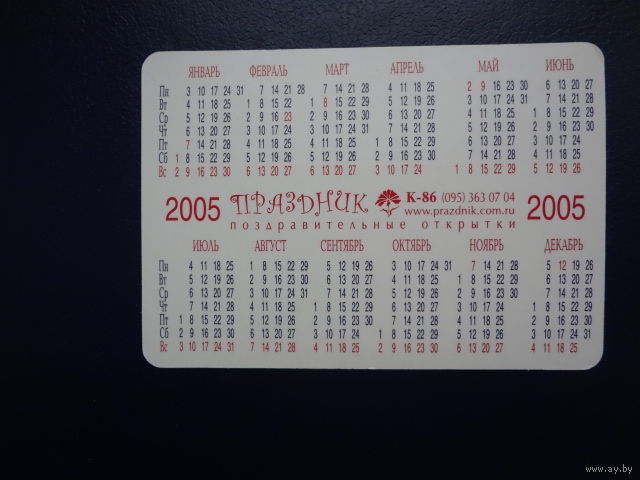 ЯНВАРЬ ФЕВРАЛЬ МАРТ АПРЕЛЬ МАЙ ИЮНЬ
Пн 3 10 17 24 31 7 14 21 28 7 14 21 28 4 11 18 25 2 9 16 23 30 6 13 20 27
Вт 4 11 18 25 1 8 15 22 1 8 15 22 29 5 12 19 26 3 10 17 24 31 7 14 21 28
Ср 5 12 19 26 2 9 16 23 2 9 16 23 30 6 13 20 27 4 11 18 25 1 8 15 22 29
Чт 6 13 20 27 3 10 17 24 3 10 17 24 31 7 14 21 28 5 12 19 26 2 9 16 23 30
Пт 7 14 21 28 4 11 18 25 4 11 18 25 1 8 15 22 29 6 13 20 27 3 10 17 24
Сб 1 8 15 22 29 5 12 19 26 5 12 19 26 2 9 16 23 30 7 14 21 28 4 11 18 25
Вс 2 9 16 23 30 6 13 20 27 6 13 20 27 3 10 17 24 1 8 15 22 29 5 12 19 26
2005 ПРАЗДНИК К-86 (095) 363 07 04 2005
www.prazdnik.com.ru
поздравительные открытки
ИЮЛЬ АВГУСТ СЕНТЯБРЬ ОКТЯБРЬ НОЯБРЬ ДЕКАБРЬ
Пн 4 11 18 25 1 8 15 22 29 5 12 19 26 3 10 17 24 31 7 14 21 28 5 12 19 26
Вт 5 12 19 26 2 9 16 23 30 6 13 20 27 4 11 18 25 1 8 15 22 29 6 13 20 27
Ср 6 13 20 27 3 10 17 24 31 7 14 21 28 5 12 19 26 2 9 16 23 30 7 14 21 28
Чт 7 14 21 28 4 11 18 25 1 8 15 22 29 6 13 20 27 3 10 17 24 1 8 15 22 29
Пт 1 8 15 22 29 5 12 19 26 2 9 16 23 30 7 14 21 28 4 11 18 25 2 9 16 23 30
Сб 2 9 16 23 30 6 13 20 27 3 10 17 24 1 8 15 22 29 5 12 19 26 3 10 17 24 31
Вс 3 10 17 24 31 7 14 21 28 4 11 18 25 2 9 16 23 30 6 13 20 27 4 11 18 25
www.ay.by